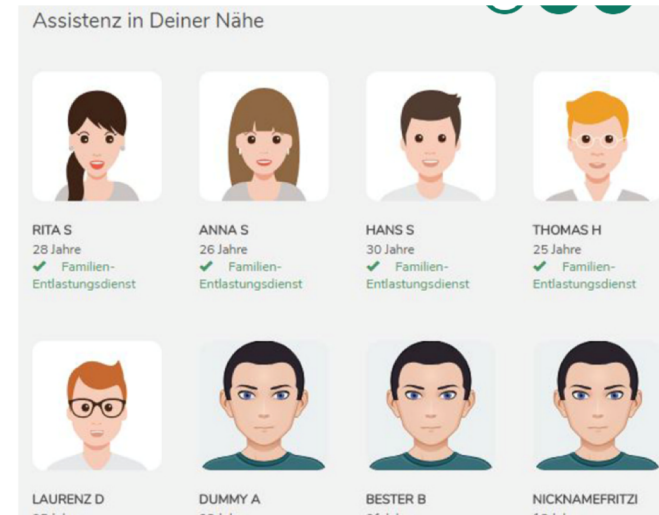 Assistenz in Deiner Nähe
RITA S
ANNA S
HANS S
THOMAS H
28 Jahre
26 Jahre
30 Jahre
25 Jahre
✔ Familien-
✔ Familien-
✔ Familien-
✔ Familien-
Entlastungsdienst
Entlastungsdienst
Entlastungsdienst
Entlastungsdienst
LAURENZ D
DUMMY A
BESTER B
NICKNAMEFRITZI